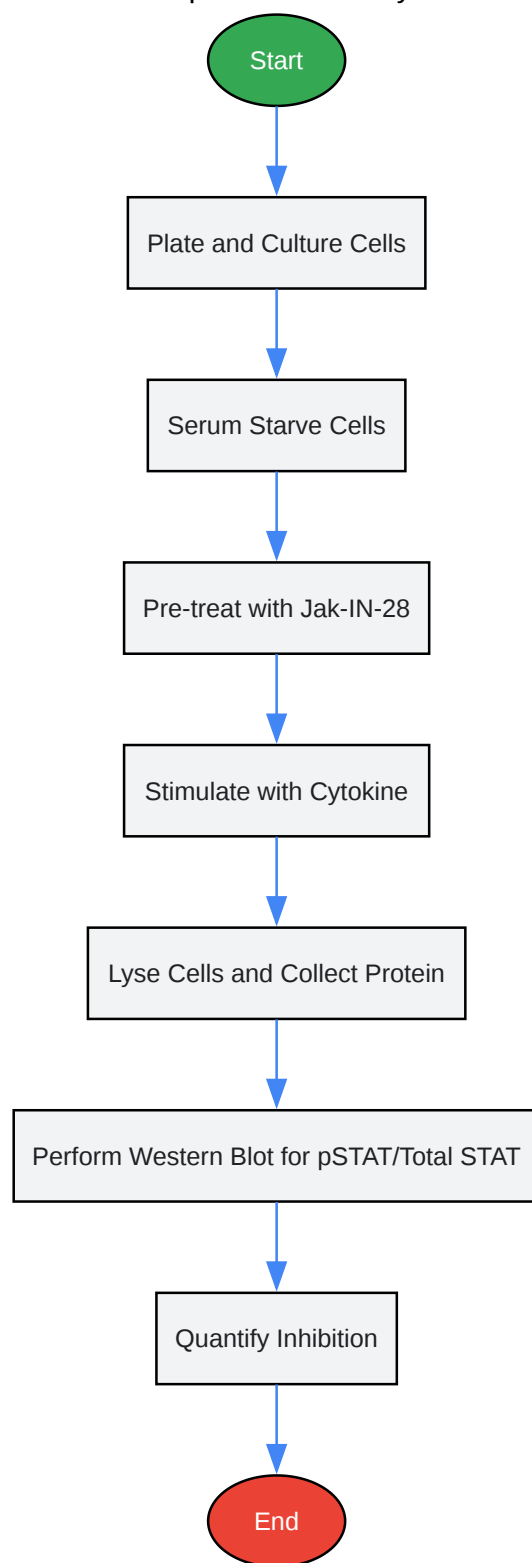 Start
Plate and Culture Cells
Serum Starve Cells
Pre-treat with Jak-IN-28
Stimulate with Cytokine
Lyse Cells and Collect Protein
Perform Western Blot for pSTAT/Total STAT
Quantify Inhibition
End